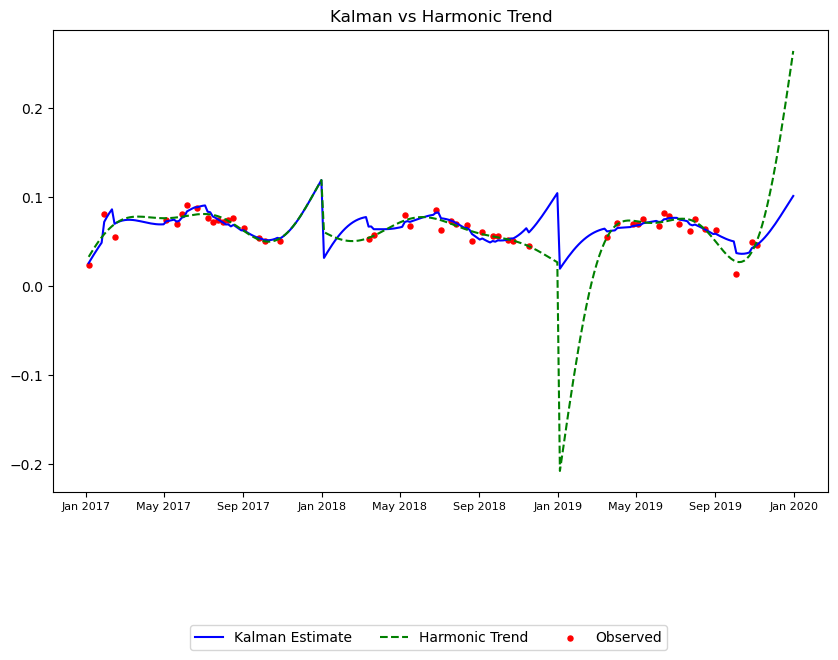 Kalman vs Harmonic Trend
0.2
0.1
0.0
−0.1
−0.2
Jan 2017 May 2017 Sep 2017 Jan 2018 May 2018 Sep 2018 Jan 2019 May 2019 Sep 2019 Jan 2020
Kalman Estimate Harmonic Trend Observed